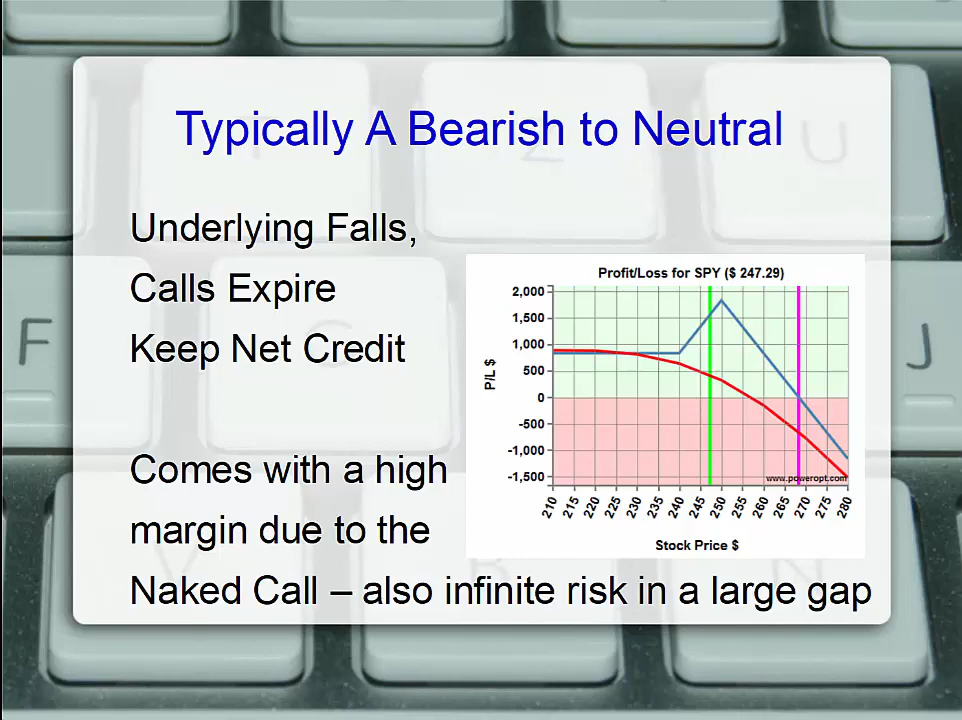 Typically A Bearish to Neutral
Underlying Falls,
Calls Expire
Keep Net Credit
Comes with a high
margin due to the
Naked Call – also infinite risk in a large gap
Profit/Loss for SPY ($ 247.29)
P/L $
2,000
1,500
1,000
500
0
-500
-1,000
-1,500
www.poweropt.com
210 215 220 225 230 235 240 245 250 255 260 265 270 275 280
Stock Price $
F
J
U
Z